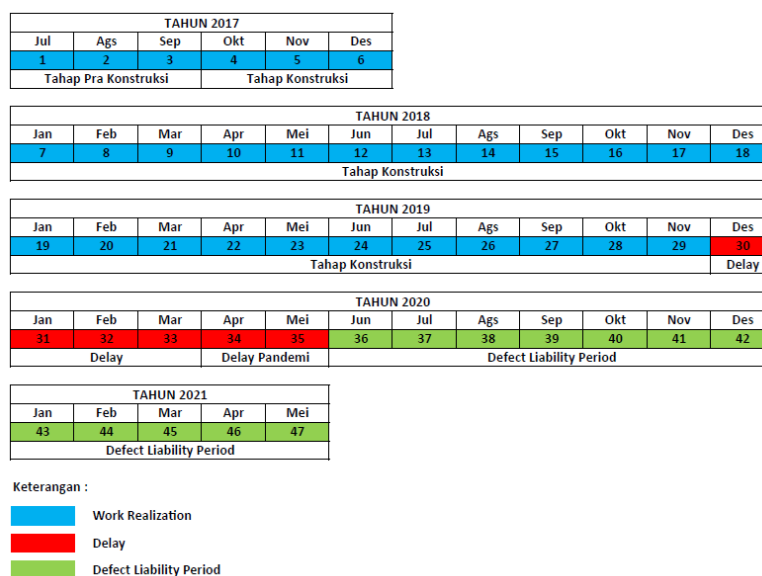 TAHUN 2017
Jul Ags Sep Okt Nov Des
1 2 3 4 5 6
Tahap Pra Konstruksi Tahap Konstruksi
TAHUN 2018
Jan Feb Mar Apr Mei Jun Jul Ags Sep Okt Nov Des
7 8 9 10 11 12 13 14 15 16 17 18
Tahap Konstruksi
TAHUN 2019
Jan Feb Mar Apr Mei Jun Jul Ags Sep Okt Nov Des
19 20 21 22 23 24 25 26 27 28 29 30
Tahap Konstruksi Delay
TAHUN 2020
Jan Feb Mar Apr Mei Jun Jul Ags Sep Okt Nov Des
31 32 33 34 35 36 37 38 39 40 41 42
Delay Delay Pandemi Defect Liability Period
TAHUN 2021
Jan Feb Mar Apr Mei
43 44 45 46 47
Defect Liability Period
Keterangan :
Work Realization
Delay
Defect Liability Period